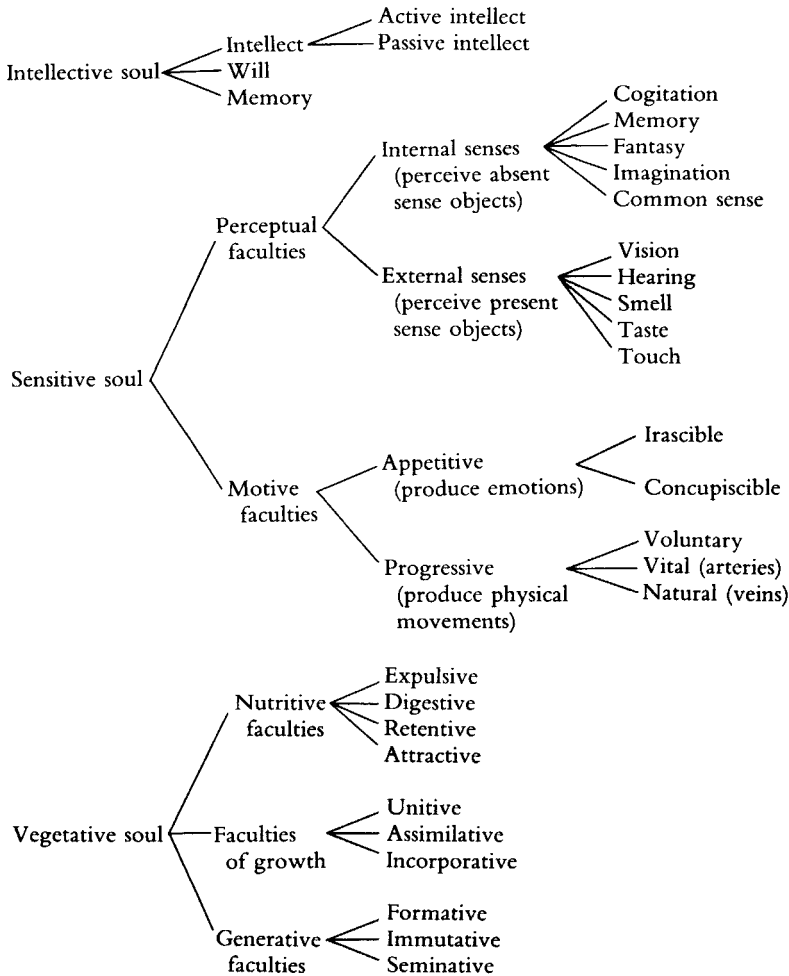 Active intellect
Intellect
Passive intellect
Intellective soul
Will
Memory
Cogitation
Memory
Internal senses
Fantasy
(perceive absent
Imagination
sense objects)
Common sense
Perceptual
faculties
Vision
External senses
Hearing
(perceive present
Smell
sense objects)
Taste
Touch
Sensitive soul
Irascible
Appetitive
(produce emotions)
Concupiscible
Motive
faculties
Voluntary
Progressive
Vital (arteries)
(produce physical
Natural (veins)
movements)
Expulsive
Nutritive
Digestive
faculties
Retentive
Attractive
Unitive
Vegetative soul
Faculties
Assimilative
of growth
Incorporative
Formative
Generative
Immutative
faculties
Seminative